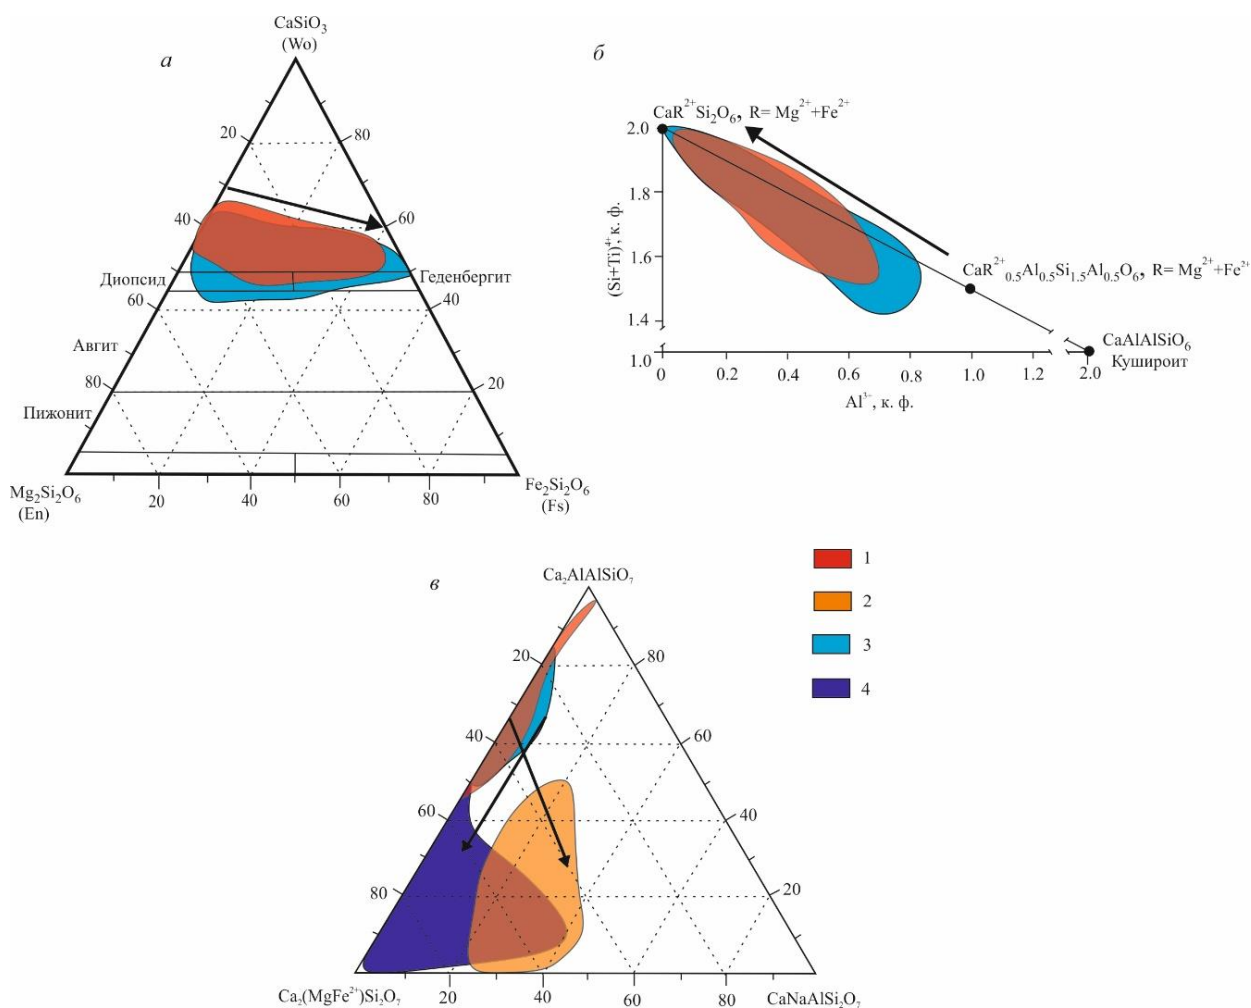 а
CaSiO₃
(Wo)
20
80
40
60
Диопсид
Геденбергит
60
40
Авгит
80
20
Пижонит
Mg₂Si₂O₆
(En)
20
40
60
80
Fe₂Si₂O₆
(Fs)
б
CaR²⁺Si₂O₆, R= Mg²⁺+Fe²⁺
2.0
1.8
1.6
1.4
1.0
(Si+Ti)⁴⁺, к. ф.
CaR²⁺₀.₅Al₀.₅Si₁.₅Al₀.₅O₆, R= Mg²⁺+Fe²⁺
CaAlAlSiO₆
Кушироит
0
0.2
0.4
0.6
0.8
1.0
1.2
2.0
Al³⁻, к. ф.
в
Ca₂AlAlSiO₇
20
80
40
60
60
40
80
20
Ca₂(MgFe²⁺)Si₂O₇
20
40
60
80
CaNaAlSi₂O₇
1
2
3
4